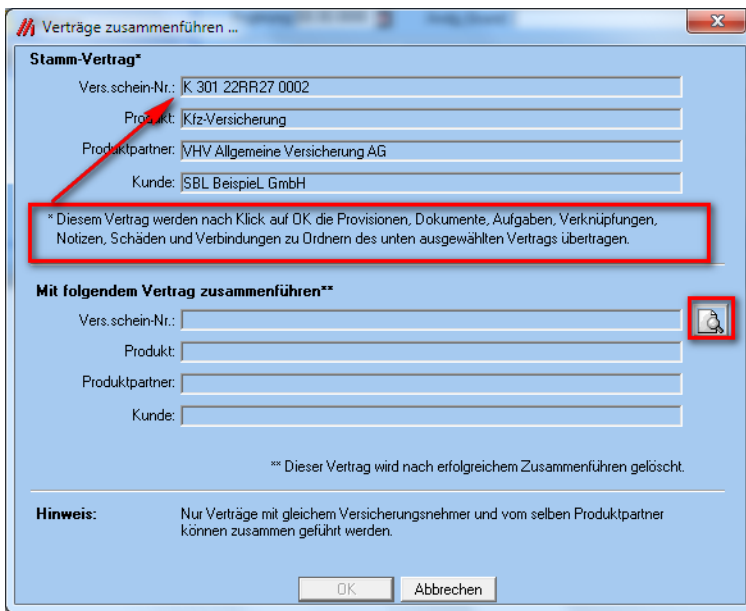 Verträge zusammenführen ...
Stamm-Vertrag*
Vers.schein-Nr.: K 301 22RR27 0002
Produkt: Kfz-Versicherung
Produktpartner: VHV Allgemeine Versicherung AG
Kunde: SBL BeispieL GmbH
* Diesem Vertrag werden nach Klick auf OK die Provisionen, Dokumente, Aufgaben, Verknüpfungen,
Notizen, Schäden und Verbindungen zu Ordnern des unten ausgewählten Vertrags übertragen.
Mit folgendem Vertrag zusammenführen**
Vers.schein-Nr.:
Produkt:
Produktpartner:
Kunde:
** Dieser Vertrag wird nach erfolgreichem Zusammenführen gelöscht.
Hinweis: Nur Verträge mit gleichem Versicherungsnehmer und vom selben Produktpartner
können zusammen geführt werden.
OK Abbrechen